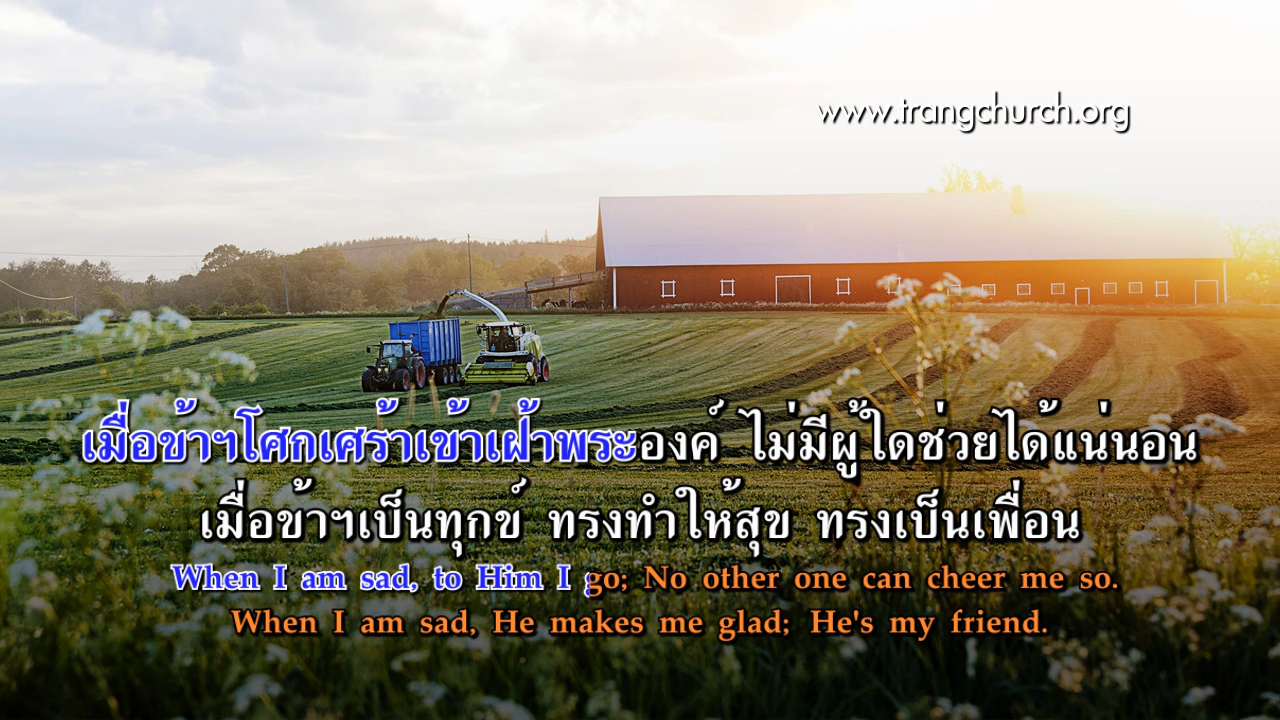 www.trangchurch.org
เมื่อข้าฯโศกเศร้าเข้าเฝ้าพระองค์ ไม่มีผู้ใดช่วยได้แน่นอน
เมื่อข้าฯเป็นทุกข์ ทรงทำให้สุข ทรงเป็นเพื่อน
When I am sad, to Him I go; No other one can cheer me so.
When I am sad, He makes me glad; He's my friend.